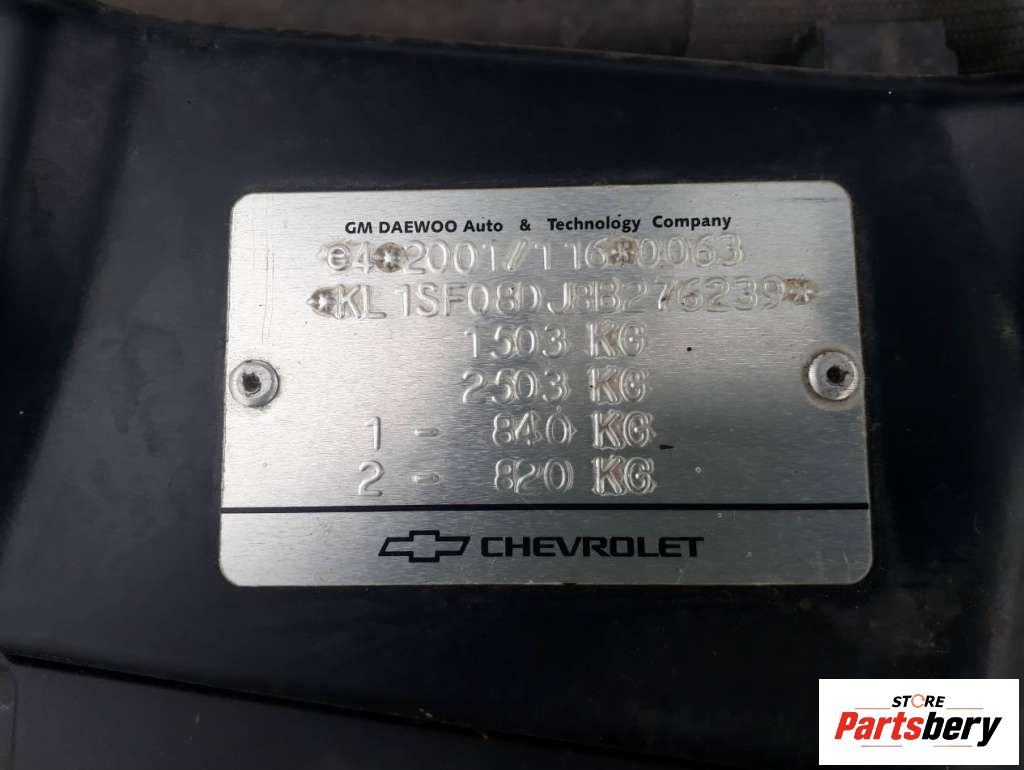 GM DAEWOO Auto & Technology Company
e4*2001/116*0063
*KL1SF08DJ8B276239*
1503 KG
2503 KG
1 - 840 KG
2 - 820 KG
CHEVROLET
STORE
Partsbery